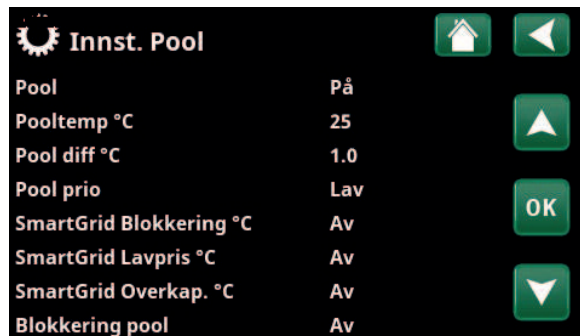 Innst. Pool
Pool På
Pooltemp °C 25
Pool diff °C 1.0
Pool prio Lav
OK
SmartGrid Blokkering °C Av
SmartGrid Lavpris °C Av
SmartGrid Overkap. °C Av
Blokkering pool Av